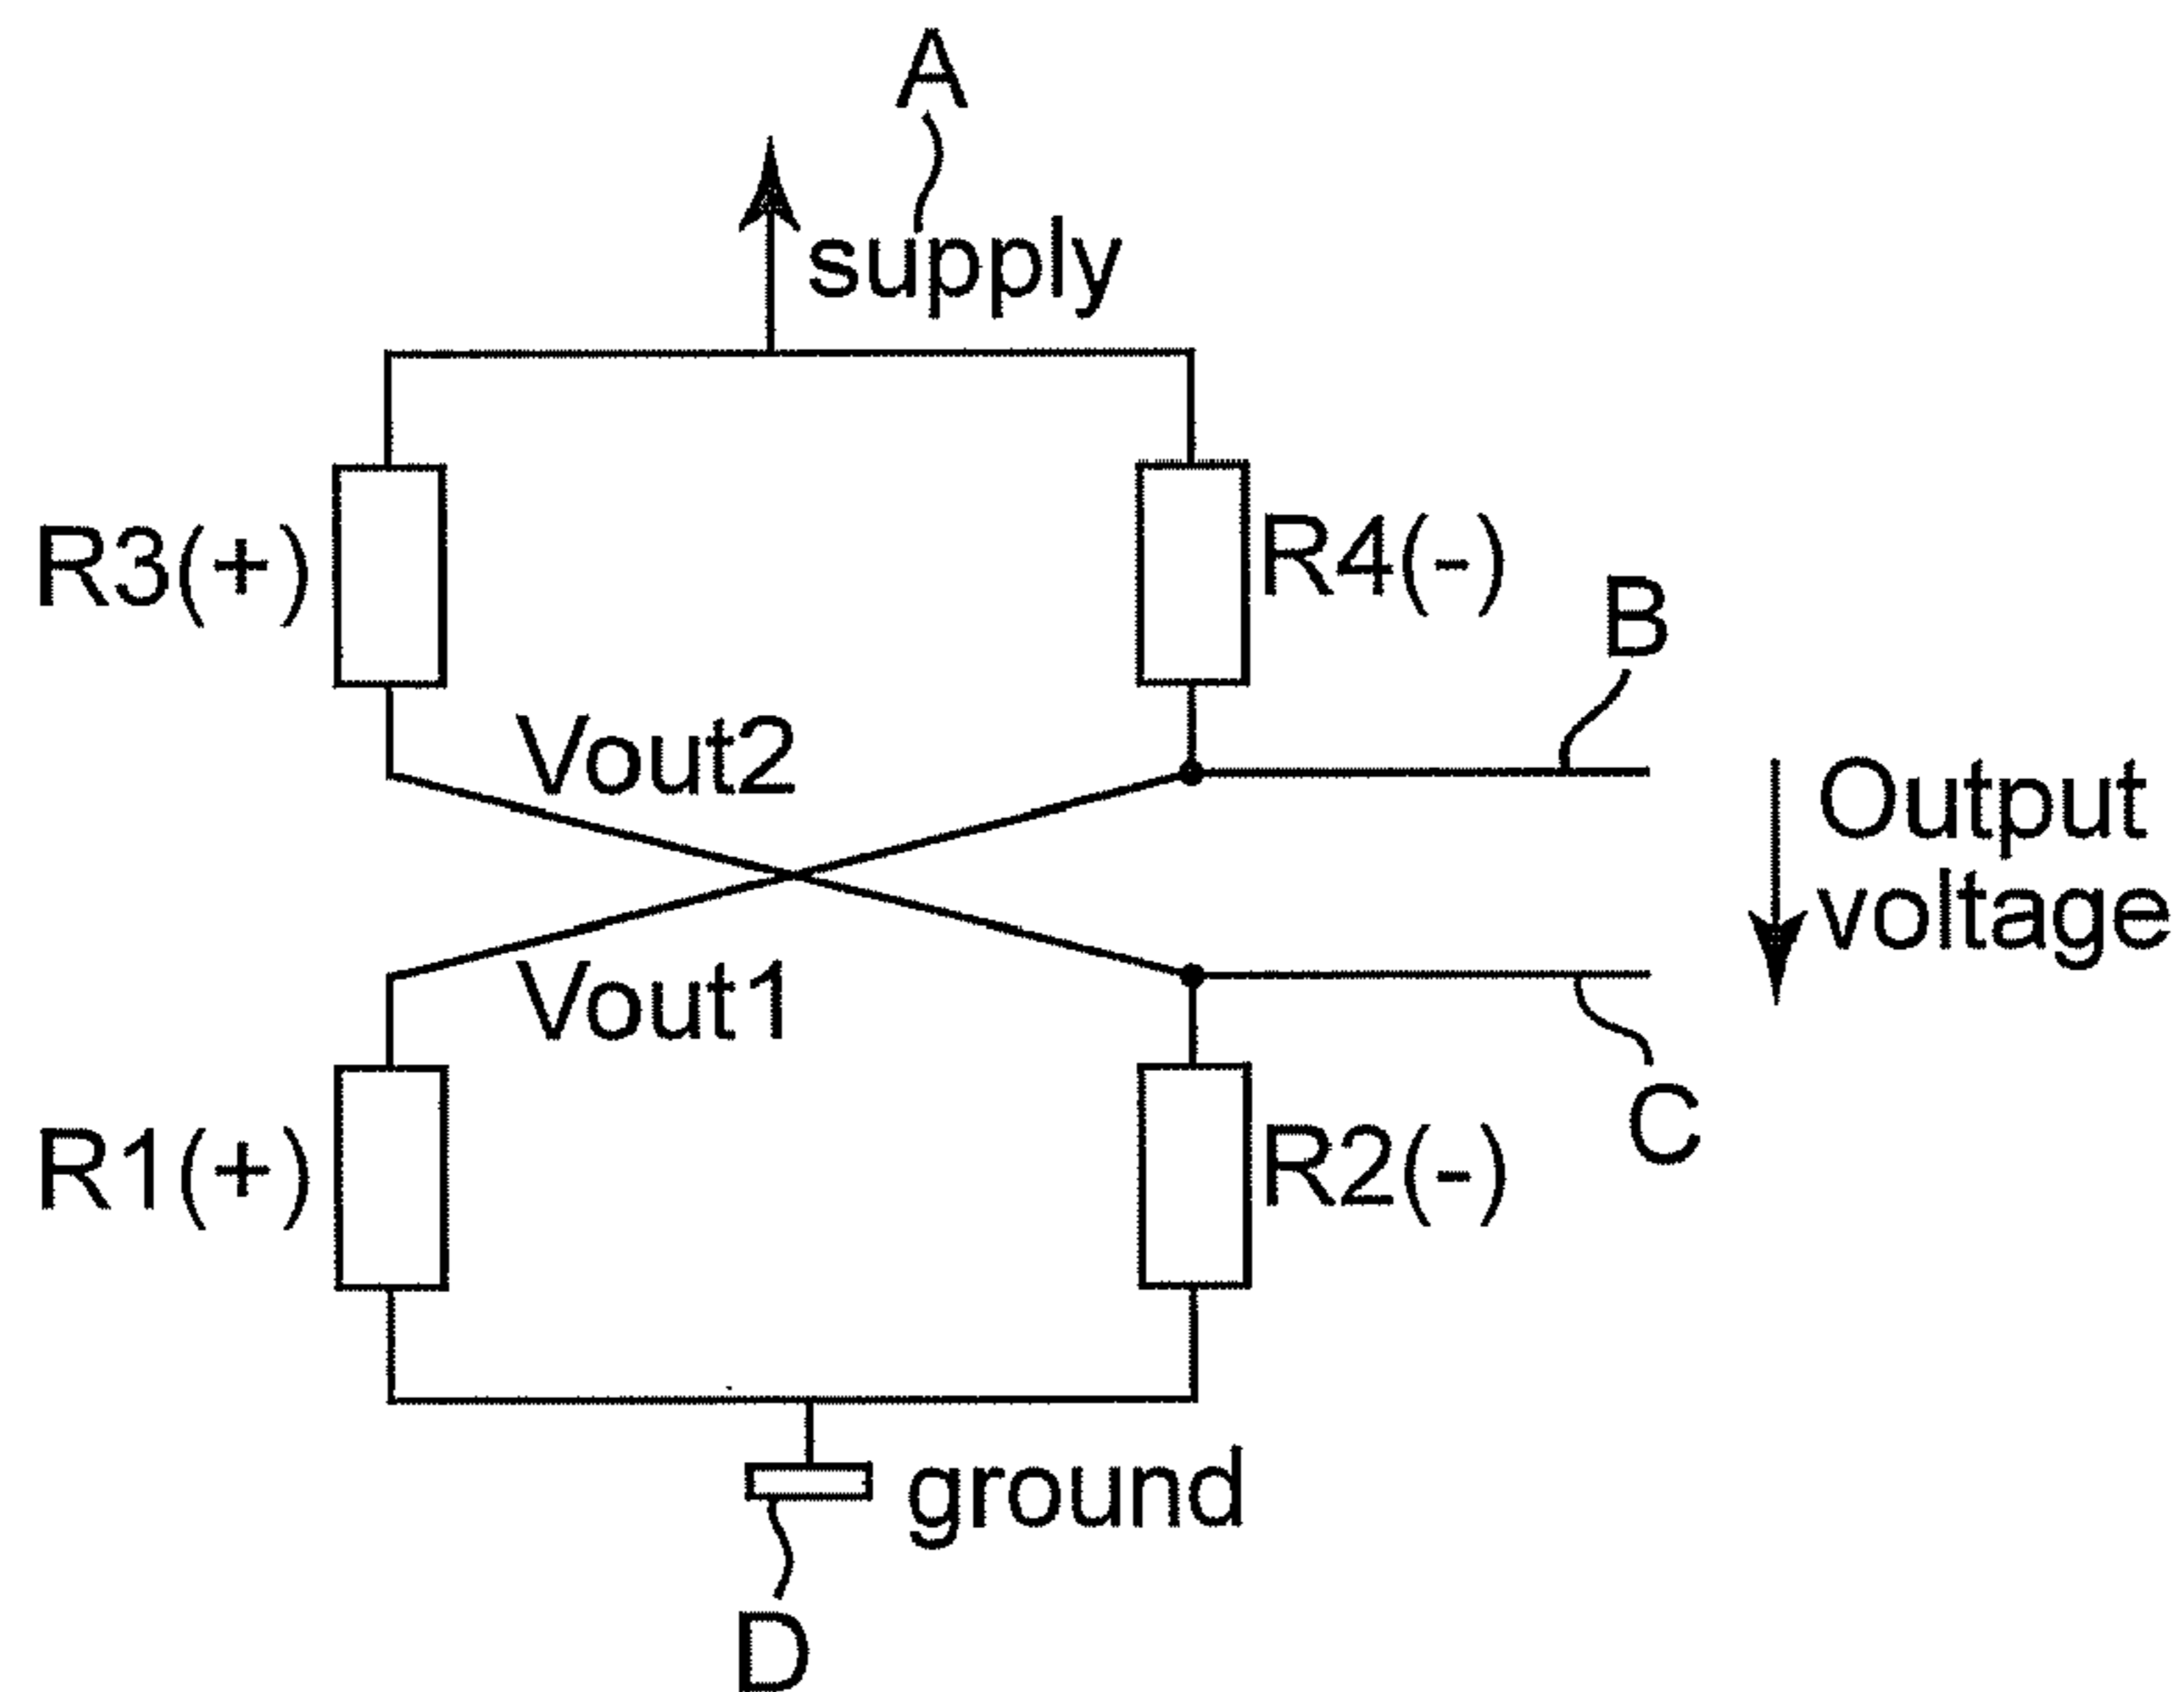 A
supply
R3(+)
R4(-)
B
Vout2
Output
voltage
Vout1
C
R1(+)
R2(-)
ground
D